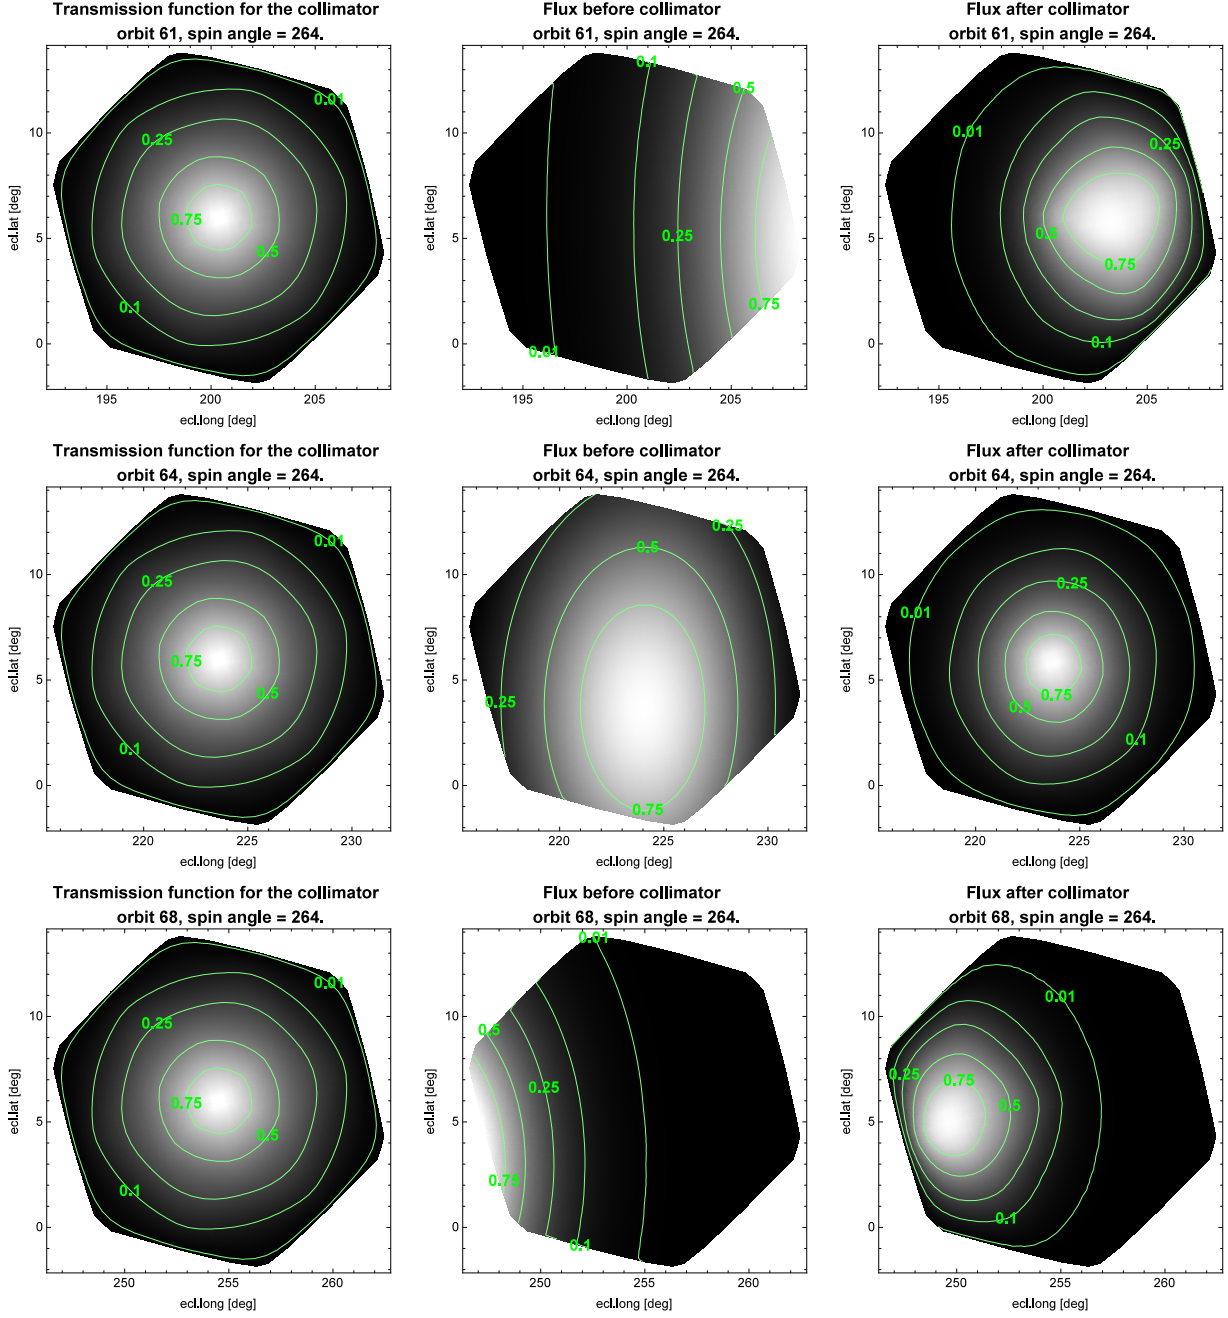 Transmission function for the collimator
orbit 61, spin angle = 264.
0.01
0.25
0.75
0.5
0.1
10
5
0
195
200
205
ecl.lat [deg]
ecl.long [deg]
Flux before collimator
orbit 61, spin angle = 264.
0.1
0.5
0.25
0.75
0.01
10
5
0
195
200
205
ecl.lat [deg]
ecl.long [deg]
Flux after collimator
orbit 61, spin angle = 264.
0.01
0.25
0.5
0.75
0.1
10
5
0
195
200
205
ecl.lat [deg]
ecl.long [deg]
Transmission function for the collimator
orbit 64, spin angle = 264.
0.01
0.25
0.75
0.5
0.1
10
5
0
220
225
230
ecl.lat [deg]
ecl.long [deg]
Flux before collimator
orbit 64, spin angle = 264.
0.25
0.5
0.25
0.75
10
5
0
220
225
230
ecl.lat [deg]
ecl.long [deg]
Flux after collimator
orbit 64, spin angle = 264.
0.25
0.01
0.75
0.5
0.1
10
5
0
220
225
230
ecl.lat [deg]
ecl.long [deg]
Transmission function for the collimator
orbit 68, spin angle = 264.
0.01
0.25
0.75
0.5
0.1
10
5
0
250
255
260
ecl.lat [deg]
ecl.long [deg]
Flux before collimator
orbit 68, spin angle = 264.
0.01
0.5
0.25
0.75
0.1
10
5
0
250
255
260
ecl.lat [deg]
ecl.long [deg]
Flux after collimator
orbit 68, spin angle = 264.
0.01
0.25
0.75
0.5
0.1
10
5
0
250
255
260
ecl.lat [deg]
ecl.long [deg]